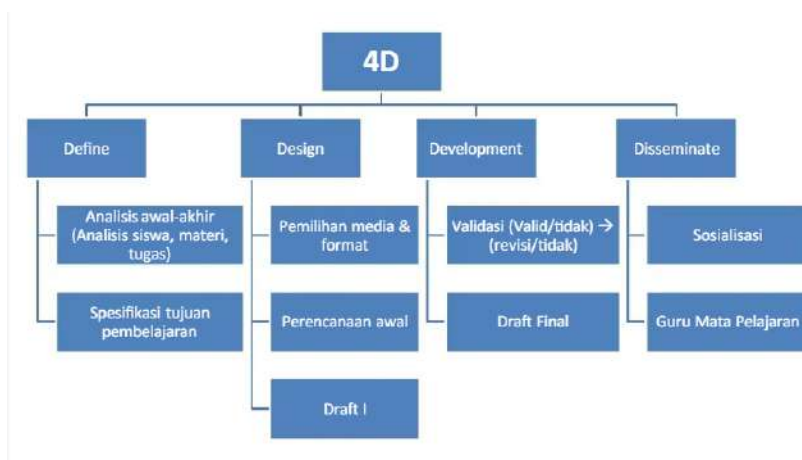 4D
Define
Design
Development
Disseminate
Analisis awal-akhir
(Analisis siswa, materi,
tugas)
Spesifikasi tujuan
pembelajaran
Pemilihan media &
format
Perencanaan awal
Draft I
Validasi (Valid/tidak) →
(revisi/tidak)
Draft Final
Sosialisasi
Guru Mata Pelajaran